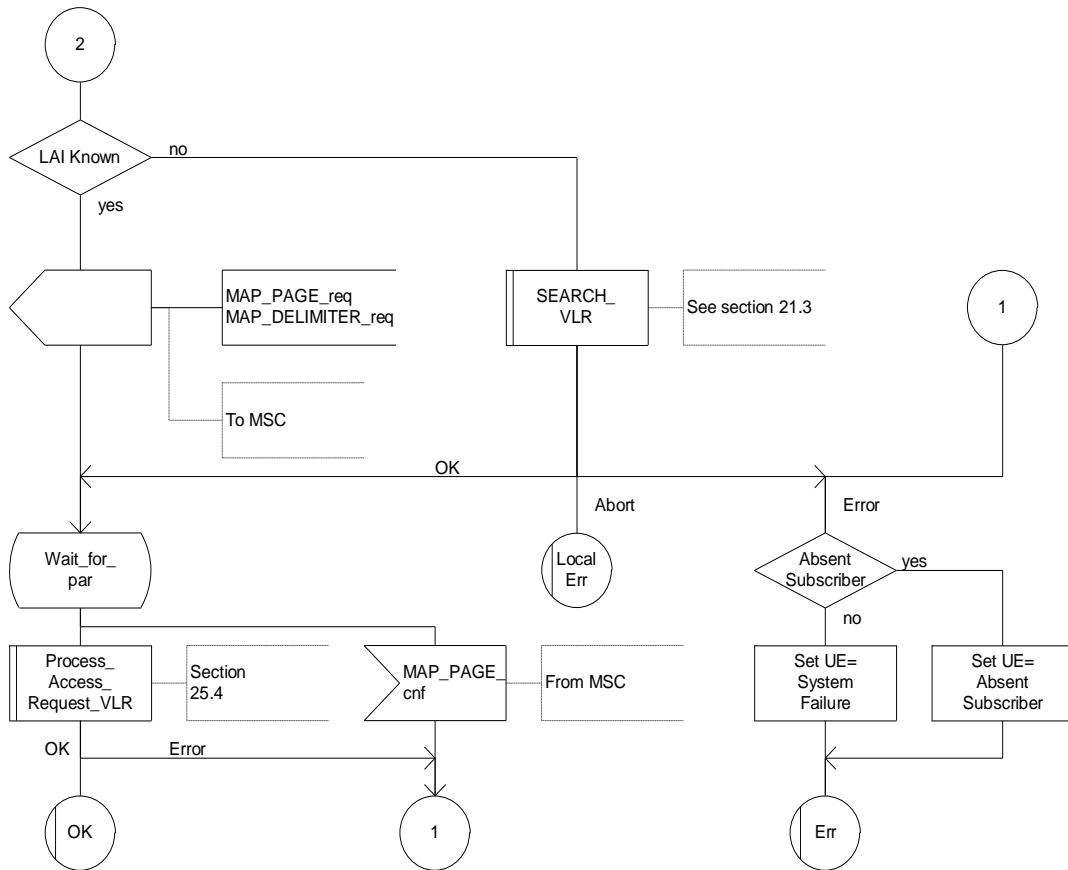 2
LAI Known
no
yes
MAP_PAGE_req
MAP_DELIMITER_req
SEARCH_
VLR
See section 21.3
1
To MSC
OK
Abort
Error
Wait_for_
par
Local
Err
Absent
Subscriber
yes
no
Process_
Access_
Request_VLR
Section
25.4
MAP_PAGE_
cnf
From MSC
Set UE=
System
Failure
Set UE=
Absent
Subscriber
OK
Error
OK
1
Err